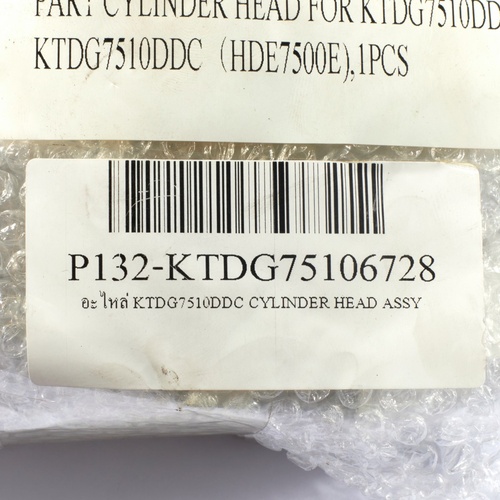 PART CYLINDER HEAD FOR KTDG7510DD
KTDG7510DDC (HDE7500E),1PCS
P132-KTDG75106728
อะไหล่ KTDG7510DDC CYLINDER HEAD ASSY